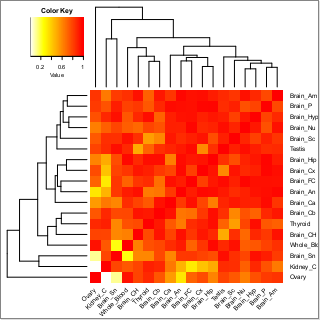 Color Key
0.2 0.6 1
Value
Brain_Am
Brain_P
Brain_Hyp
Brain_Nu
Brain_Sc
Testis
Brain_Hip
Brain_Cx
Brain_FC
Brain_An
Brain_Ca
Brain_Cb
Thyroid
Brain_CH
Whole_Blo
Brain_Sn
Kidney_C
Ovary
Ovary
Kidney_C
Brain_Sn
Whole_Blood
Brain_CH
Thyroid
Brain_Cb
Brain_Ca
Brain_An
Brain_FC
Brain_Cx
Brain_Hip
Testis
Brain_Sc
Brain_Nu
Brain_Hyp
Brain_P
Brain_Am